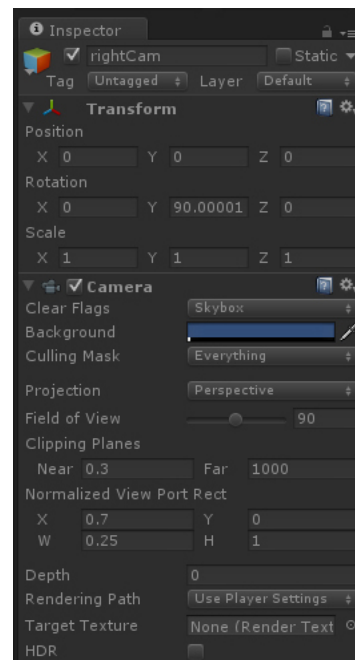 Inspector
rightCam Static
Tag Untagged Layer Default
Transform
Position
X 0 Y 0 Z 0
Rotation
X 0 Y 90.00001 Z 0
Scale
X 1 Y 1 Z 1
Camera
Clear Flags Skybox
Background
Culling Mask Everything
Projection Perspective
Field of View 90
Clipping Planes
Near 0.3 Far 1000
Normalized View Port Rect
X 0.7 Y 0
W 0.25 H 1
Depth 0
Rendering Path Use Player Settings
Target Texture None (Render Text
HDR